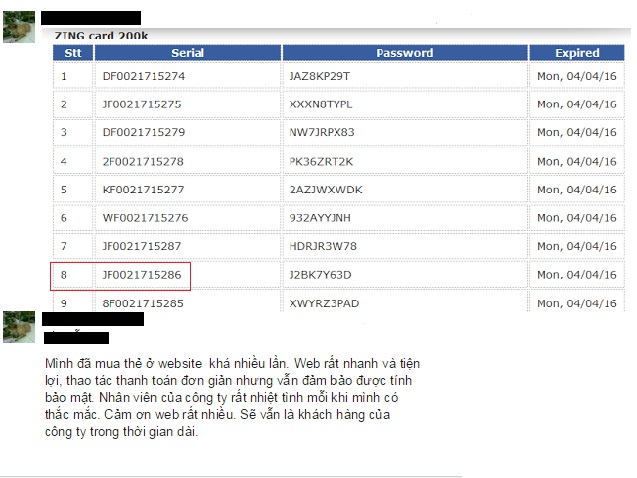 ZING card 200k
Stt Serial Password Expired
1 DF0021715274 JAZ8KP29T Mon, 04/04/16
2 JF0021715275 XXXN8TYPL Mon, 04/04/16
3 DF0021715279 NW7JRPX83 Mon, 04/04/16
4 2F0021715278 PK36ZRT2K Mon, 04/04/16
5 KF0021715277 2AZJWXWDK Mon, 04/04/16
6 WF0021715276 932AYYJNH Mon, 04/04/16
7 JF0021715287 HDRJR3W78 Mon, 04/04/16
8 JF0021715286 J2BK7Y63D Mon, 04/04/16
9 8F0021715285 XWYRZ3PAD Mon, 04/04/16
Mình đã mua thẻ ở website khá nhiều lần. Web rất nhanh và tiện
lợi, thao tác thanh toán đơn giản nhưng vẫn đảm bảo được tính
bảo mật. Nhân viên của công ty rất nhiệt tình mỗi khi mình có
thắc mắc. Cảm ơn web rất nhiều. Sẽ vẫn là khách hàng của
công ty trong thời gian dài.